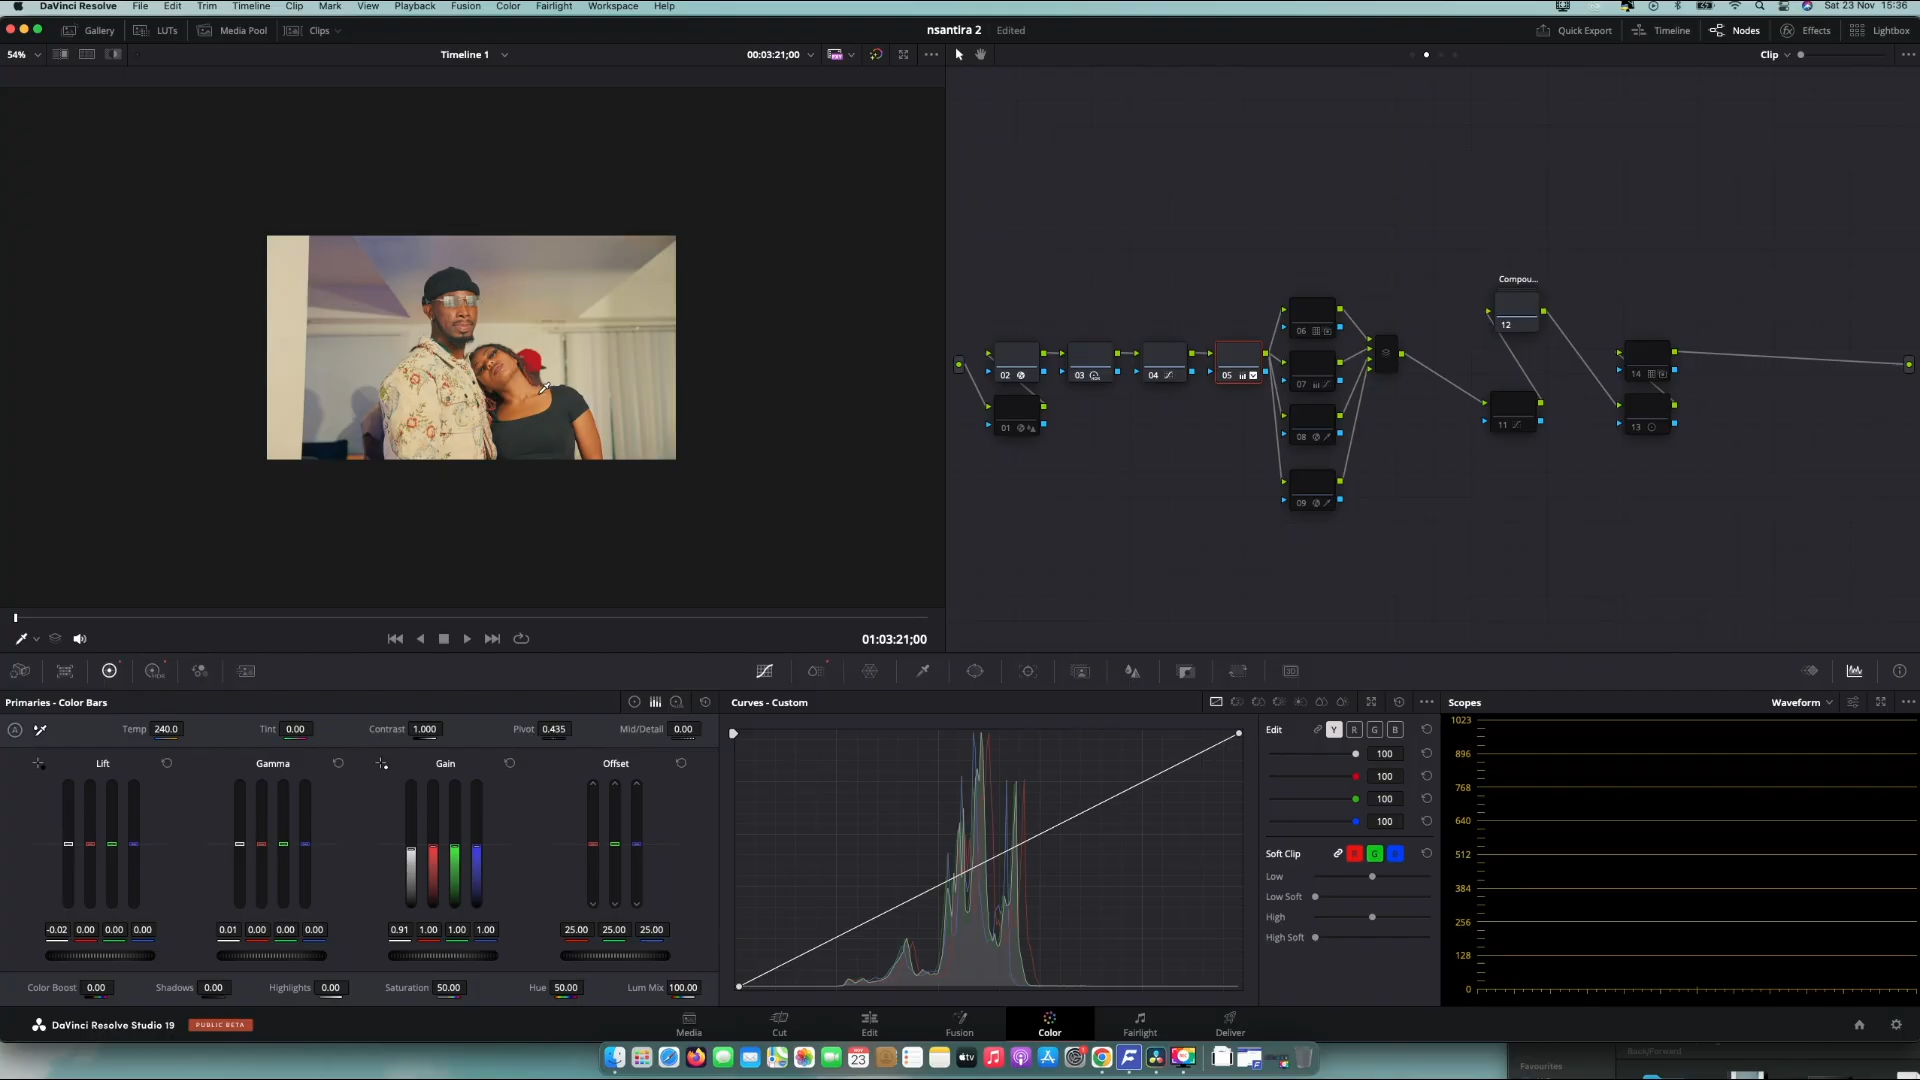 DaVinci Resolve File Edit Trim Timeline Clip Mark View Playback Fusion Color Fairlight Workspace Help Sat 23 Nov 15:36
Gallery LUTs Media Pool Clips nsantira 2 Edited Quick Export Timeline Nodes Effects Lightbox
54% Timeline 1 00:03:21;00 Clip
Compou...
12
06
02 03 04 05 07 14
01 08 11 13
09
01:03:21;00
Primaries - Color Bars Curves - Custom Scopes Waveform
Temp 240.0 Tint 0.00 Contrast 1.000 Pivot 0.435 Mid/Detail 0.00
Lift Gamma Gain Offset
-0.02 0.00 0.00 0.00 0.01 0.00 0.00 0.00 0.91 1.00 1.00 1.00 25.00 25.00 25.00
Color Boost 0.00 Shadows 0.00 Highlights 0.00 Saturation 50.00 Hue 50.00 Lum Mix 100.00
Edit Y R G B
100
100
100
100
Soft Clip R G B
Low
Low Soft
High
High Soft
1023
896
768
640
512
384
256
128
0
DaVinci Resolve Studio 19 PUBLIC BETA
Media Cut Edit Fusion Color Fairlight Deliver
NOV
23
tv
Back/Forward
Favourites